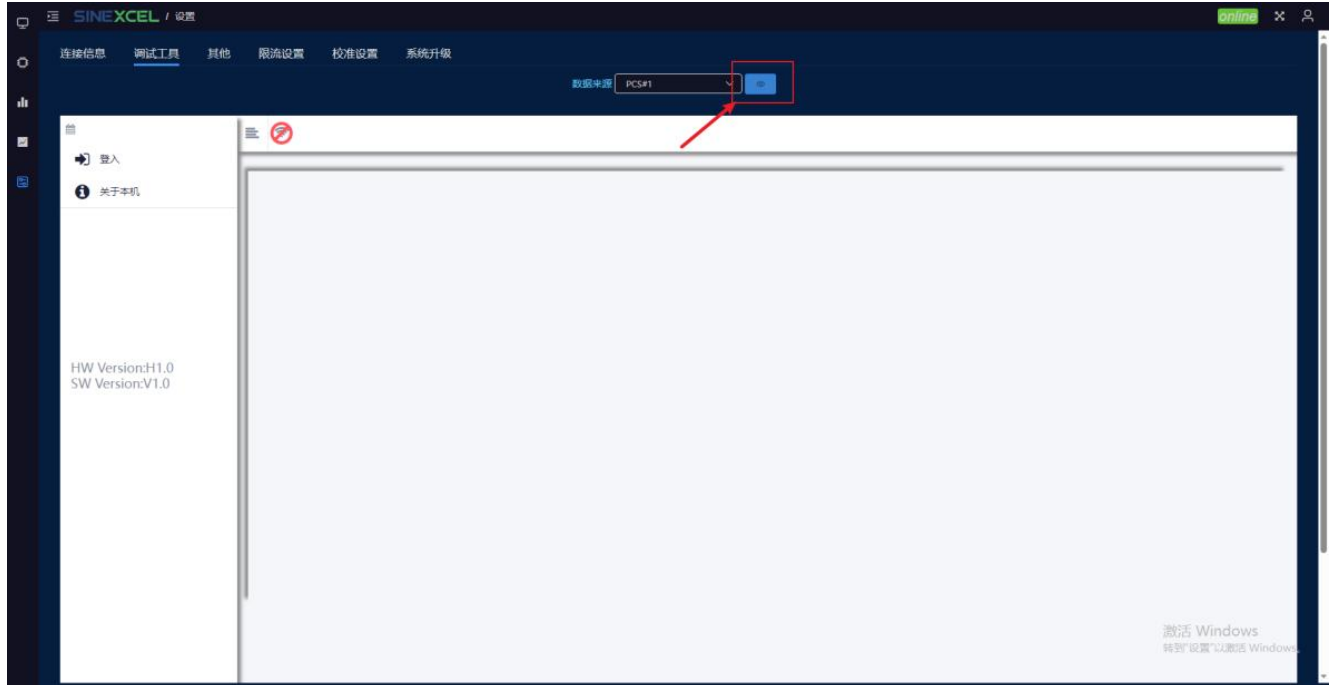 SINEXCEL / 设置
online
连接信息 调试工具 其他 限流设置 校准设置 系统升级
数据来源 PCS#1
登入
关于本机
HW Version:H1.0
SW Version:V1.0
激活 Windows
转到"设置"以激活 Windows。